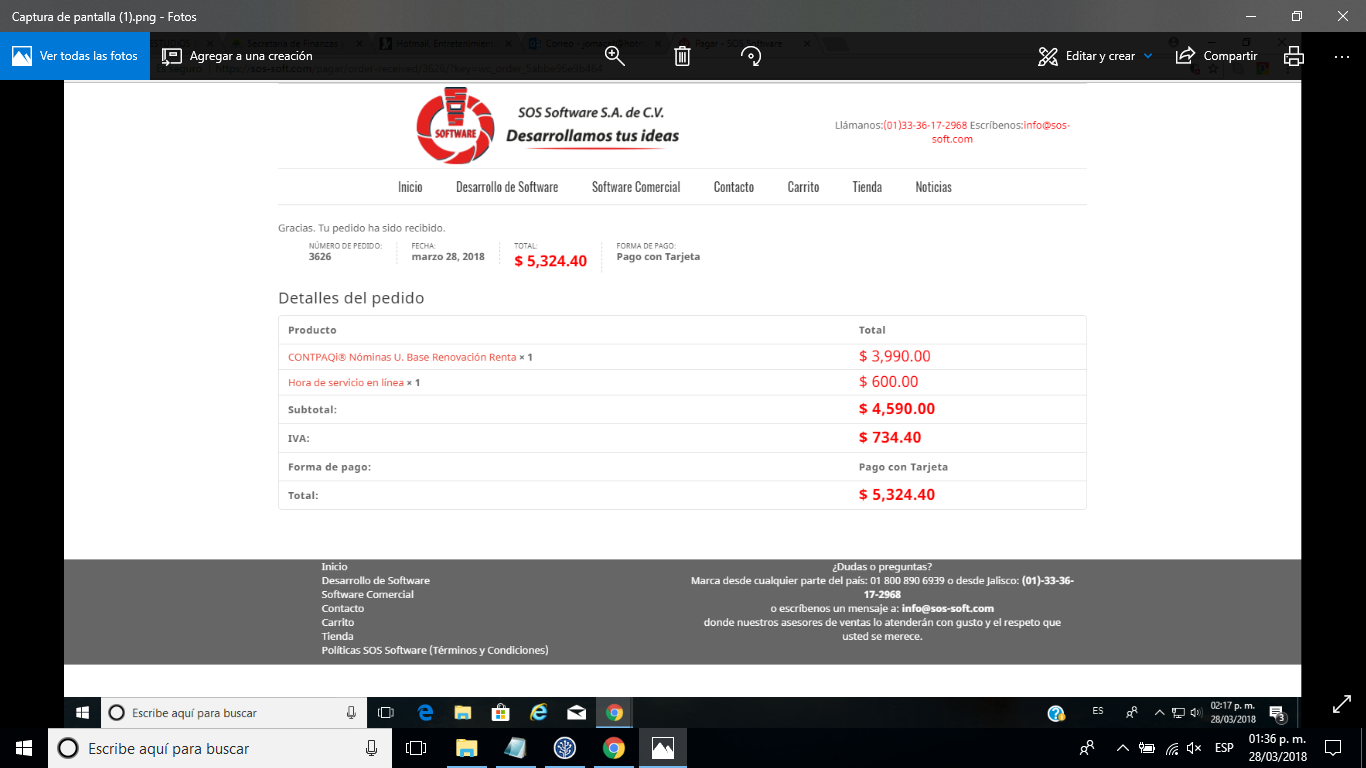 Captura de pantalla (1).png - Fotos
Ver todas las fotos
Agregar a una creación
Editar y crear
Compartir
SOFTWARE
SOS Software S.A. de C.V.
Desarrollamos tus ideas
Llámanos:(01)33-36-17-2968 Escríbenos:info@sos-
soft.com
Inicio Desarrollo de Software Software Comercial Contacto Carrito Tienda Noticias
Gracias. Tu pedido ha sido recibido.
NÚMERO DE PEDIDO: FECHA: TOTAL: FORMA DE PAGO:
3626 marzo 28, 2018 $ 5,324.40 Pago con Tarjeta
Detalles del pedido
Producto Total
CONTPAQi® Nóminas U. Base Renovación Renta × 1 $ 3,990.00
Hora de servicio en línea × 1 $ 600.00
Subtotal: $ 4,590.00
IVA: $ 734.40
Forma de pago: Pago con Tarjeta
Total: $ 5,324.40
Inicio
Desarrollo de Software
Software Comercial
Contacto
Carrito
Tienda
Políticas SOS Software (Términos y Condiciones)
¿Dudas o preguntas?
Marca desde cualquier parte del país: 01 800 890 6939 o desde Jalisco: (01)-33-36-
17-2968
o escríbenos un mensaje a: info@sos-soft.com
donde nuestros asesores de ventas lo atenderán con gusto y el respeto que
usted se merece.
Escribe aquí para buscar
ES
02:17 p. m.
28/03/2018
3
Escribe aquí para buscar
ESP
01:36 p. m.
28/03/2018